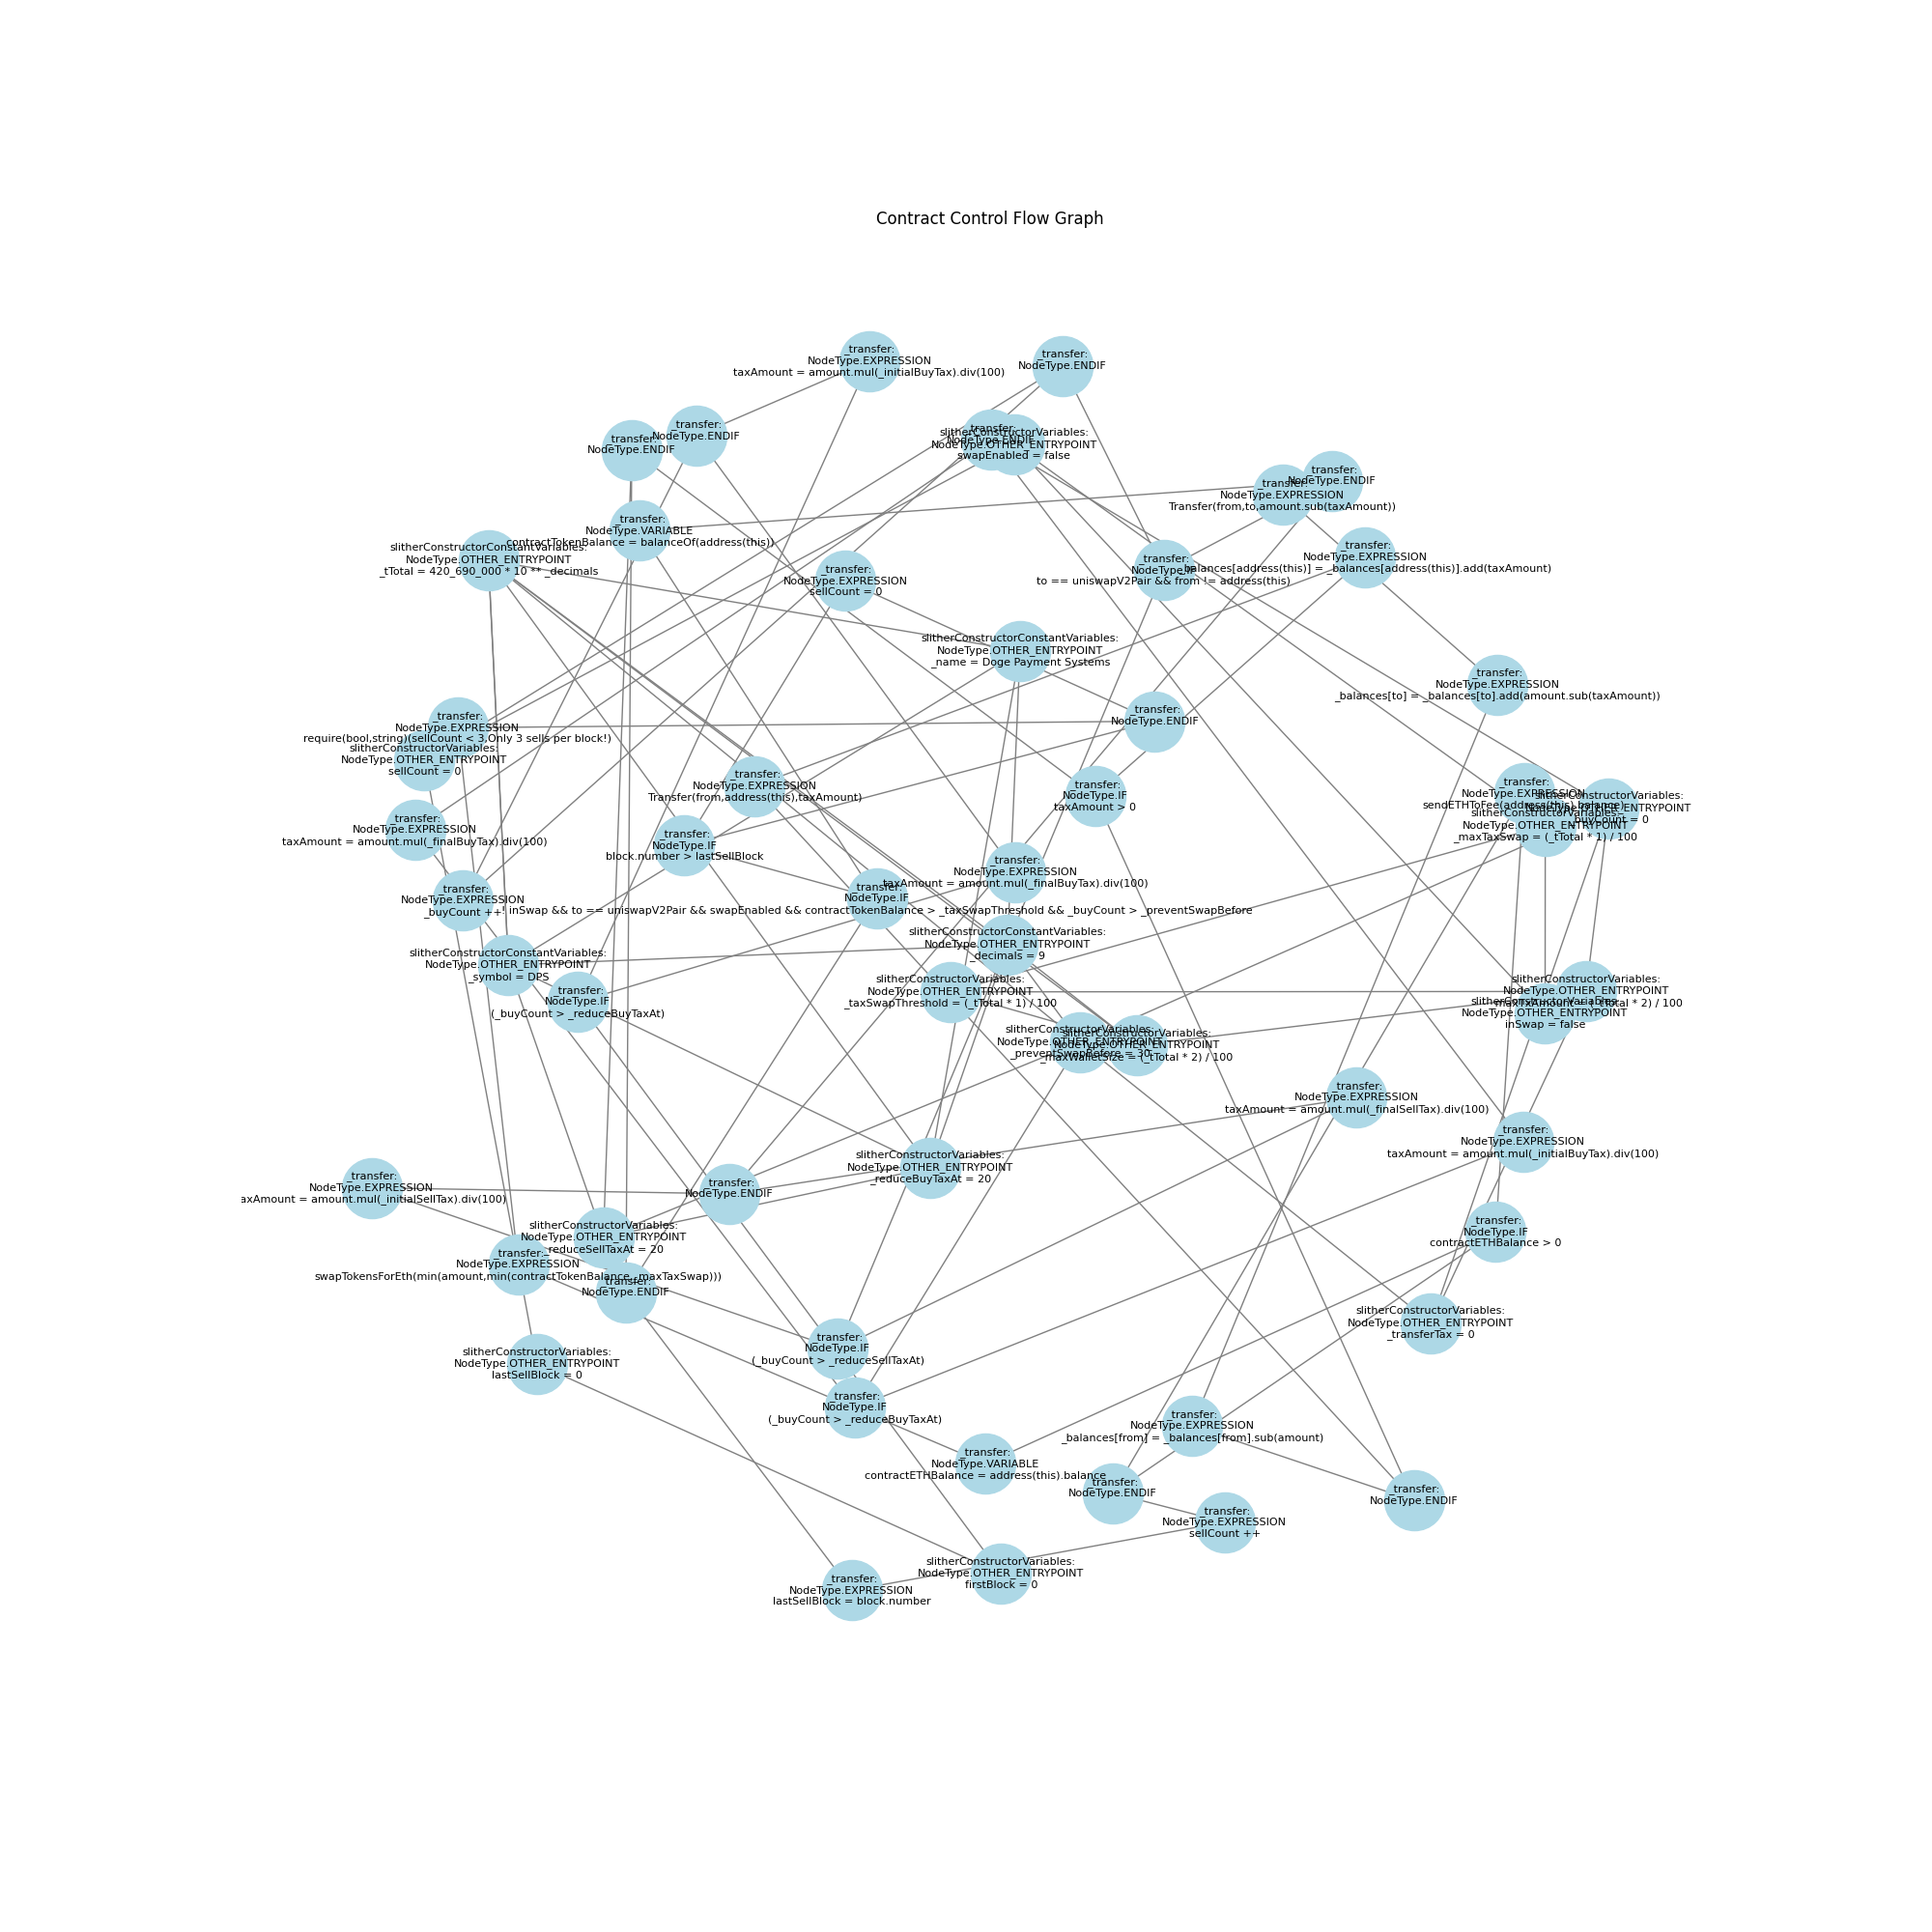 Contract Control Flow Graph
_transfer:
NodeType.EXPRESSION
taxAmount = amount.mul(_initialBuyTax).div(100)
_transfer:
NodeType.ENDIF
_transfer:
NodeType.ENDIF
_transfer:
NodeType.ENDIF
_transfer:
NodeType.ENDIF
slitherConstructorVariables:
NodeType.OTHER_ENTRYPOINT
swapEnabled = false
_transfer:
NodeType.ENDIF
_transfer:
NodeType.EXPRESSION
Transfer(from,to,amount.sub(taxAmount))
_transfer:
NodeType.VARIABLE
contractTokenBalance = balanceOf(address(this))
slitherConstructorConstantVariables:
NodeType.OTHER_ENTRYPOINT
_tTotal = 420_690_000 * 10 ** _decimals
_transfer:
NodeType.EXPRESSION
sellCount = 0
_transfer:
NodeType.IF
to == uniswapV2Pair && from != address(this)
_transfer:
NodeType.EXPRESSION
_balances[address(this)] = _balances[address(this)].add(taxAmount)
slitherConstructorConstantVariables:
NodeType.OTHER_ENTRYPOINT
_name = Doge Payment Systems
_transfer:
NodeType.EXPRESSION
_balances[to] = _balances[to].add(amount.sub(taxAmount))
_transfer:
NodeType.ENDIF
_transfer:
NodeType.EXPRESSION
require(bool,string)(sellCount < 3,Only 3 sells per block!)
slitherConstructorVariables:
NodeType.OTHER_ENTRYPOINT
sellCount = 0
_transfer:
NodeType.EXPRESSION
Transfer(from,address(this),taxAmount)
_transfer:
NodeType.IF
taxAmount > 0
_transfer:
NodeType.EXPRESSION
sendETHToFee(address(this).balance)
slitherConstructorVariables:
NodeType.OTHER_ENTRYPOINT
_buyCount = 0
slitherConstructorVariables:
NodeType.OTHER_ENTRYPOINT
_maxTaxSwap = (_tTotal * 1) / 100
_transfer:
NodeType.EXPRESSION
taxAmount = amount.mul(_finalBuyTax).div(100)
_transfer:
NodeType.IF
block.number > lastSellBlock
_transfer:
NodeType.EXPRESSION
taxAmount = amount.mul(_finalBuyTax).div(100)
_transfer:
NodeType.EXPRESSION
_buyCount ++
_transfer:
NodeType.IF
! inSwap && to == uniswapV2Pair && swapEnabled && contractTokenBalance > _taxSwapThreshold && _buyCount > _preventSwapBefore
slitherConstructorConstantVariables:
NodeType.OTHER_ENTRYPOINT
_decimals = 9
slitherConstructorConstantVariables:
NodeType.OTHER_ENTRYPOINT
_symbol = DPS
_transfer:
NodeType.IF
(_buyCount > _reduceBuyTaxAt)
slitherConstructorVariables:
NodeType.OTHER_ENTRYPOINT
_taxSwapThreshold = (_tTotal * 1) / 100
slitherConstructorVariables:
NodeType.OTHER_ENTRYPOINT
_maxTxAmount = (_tTotal * 2) / 100
slitherConstructorVariables:
NodeType.OTHER_ENTRYPOINT
inSwap = false
slitherConstructorVariables:
NodeType.OTHER_ENTRYPOINT
_preventSwapBefore = 30
slitherConstructorVariables:
NodeType.OTHER_ENTRYPOINT
_maxWalletSize = (_tTotal * 2) / 100
_transfer:
NodeType.EXPRESSION
taxAmount = amount.mul(_finalSellTax).div(100)
_transfer:
NodeType.EXPRESSION
taxAmount = amount.mul(_initialBuyTax).div(100)
slitherConstructorVariables:
NodeType.OTHER_ENTRYPOINT
_reduceBuyTaxAt = 20
_transfer:
NodeType.EXPRESSION
axAmount = amount.mul(_initialSellTax).div(100)
_transfer:
NodeType.ENDIF
slitherConstructorVariables:
NodeType.OTHER_ENTRYPOINT
_reduceSellTaxAt = 20
_transfer:
NodeType.IF
contractETHBalance > 0
_transfer:
NodeType.EXPRESSION
swapTokensForEth(min(amount,min(contractTokenBalance,_maxTaxSwap)))
_transfer:
NodeType.ENDIF
slitherConstructorVariables:
NodeType.OTHER_ENTRYPOINT
_transferTax = 0
_transfer:
NodeType.IF
(_buyCount > _reduceSellTaxAt)
slitherConstructorVariables:
NodeType.OTHER_ENTRYPOINT
lastSellBlock = 0
_transfer:
NodeType.IF
(_buyCount > _reduceBuyTaxAt)
_transfer:
NodeType.EXPRESSION
_balances[from] = _balances[from].sub(amount)
_transfer:
NodeType.VARIABLE
contractETHBalance = address(this).balance
_transfer:
NodeType.ENDIF
_transfer:
NodeType.ENDIF
_transfer:
NodeType.EXPRESSION
sellCount ++
slitherConstructorVariables:
NodeType.OTHER_ENTRYPOINT
firstBlock = 0
_transfer:
NodeType.EXPRESSION
lastSellBlock = block.number